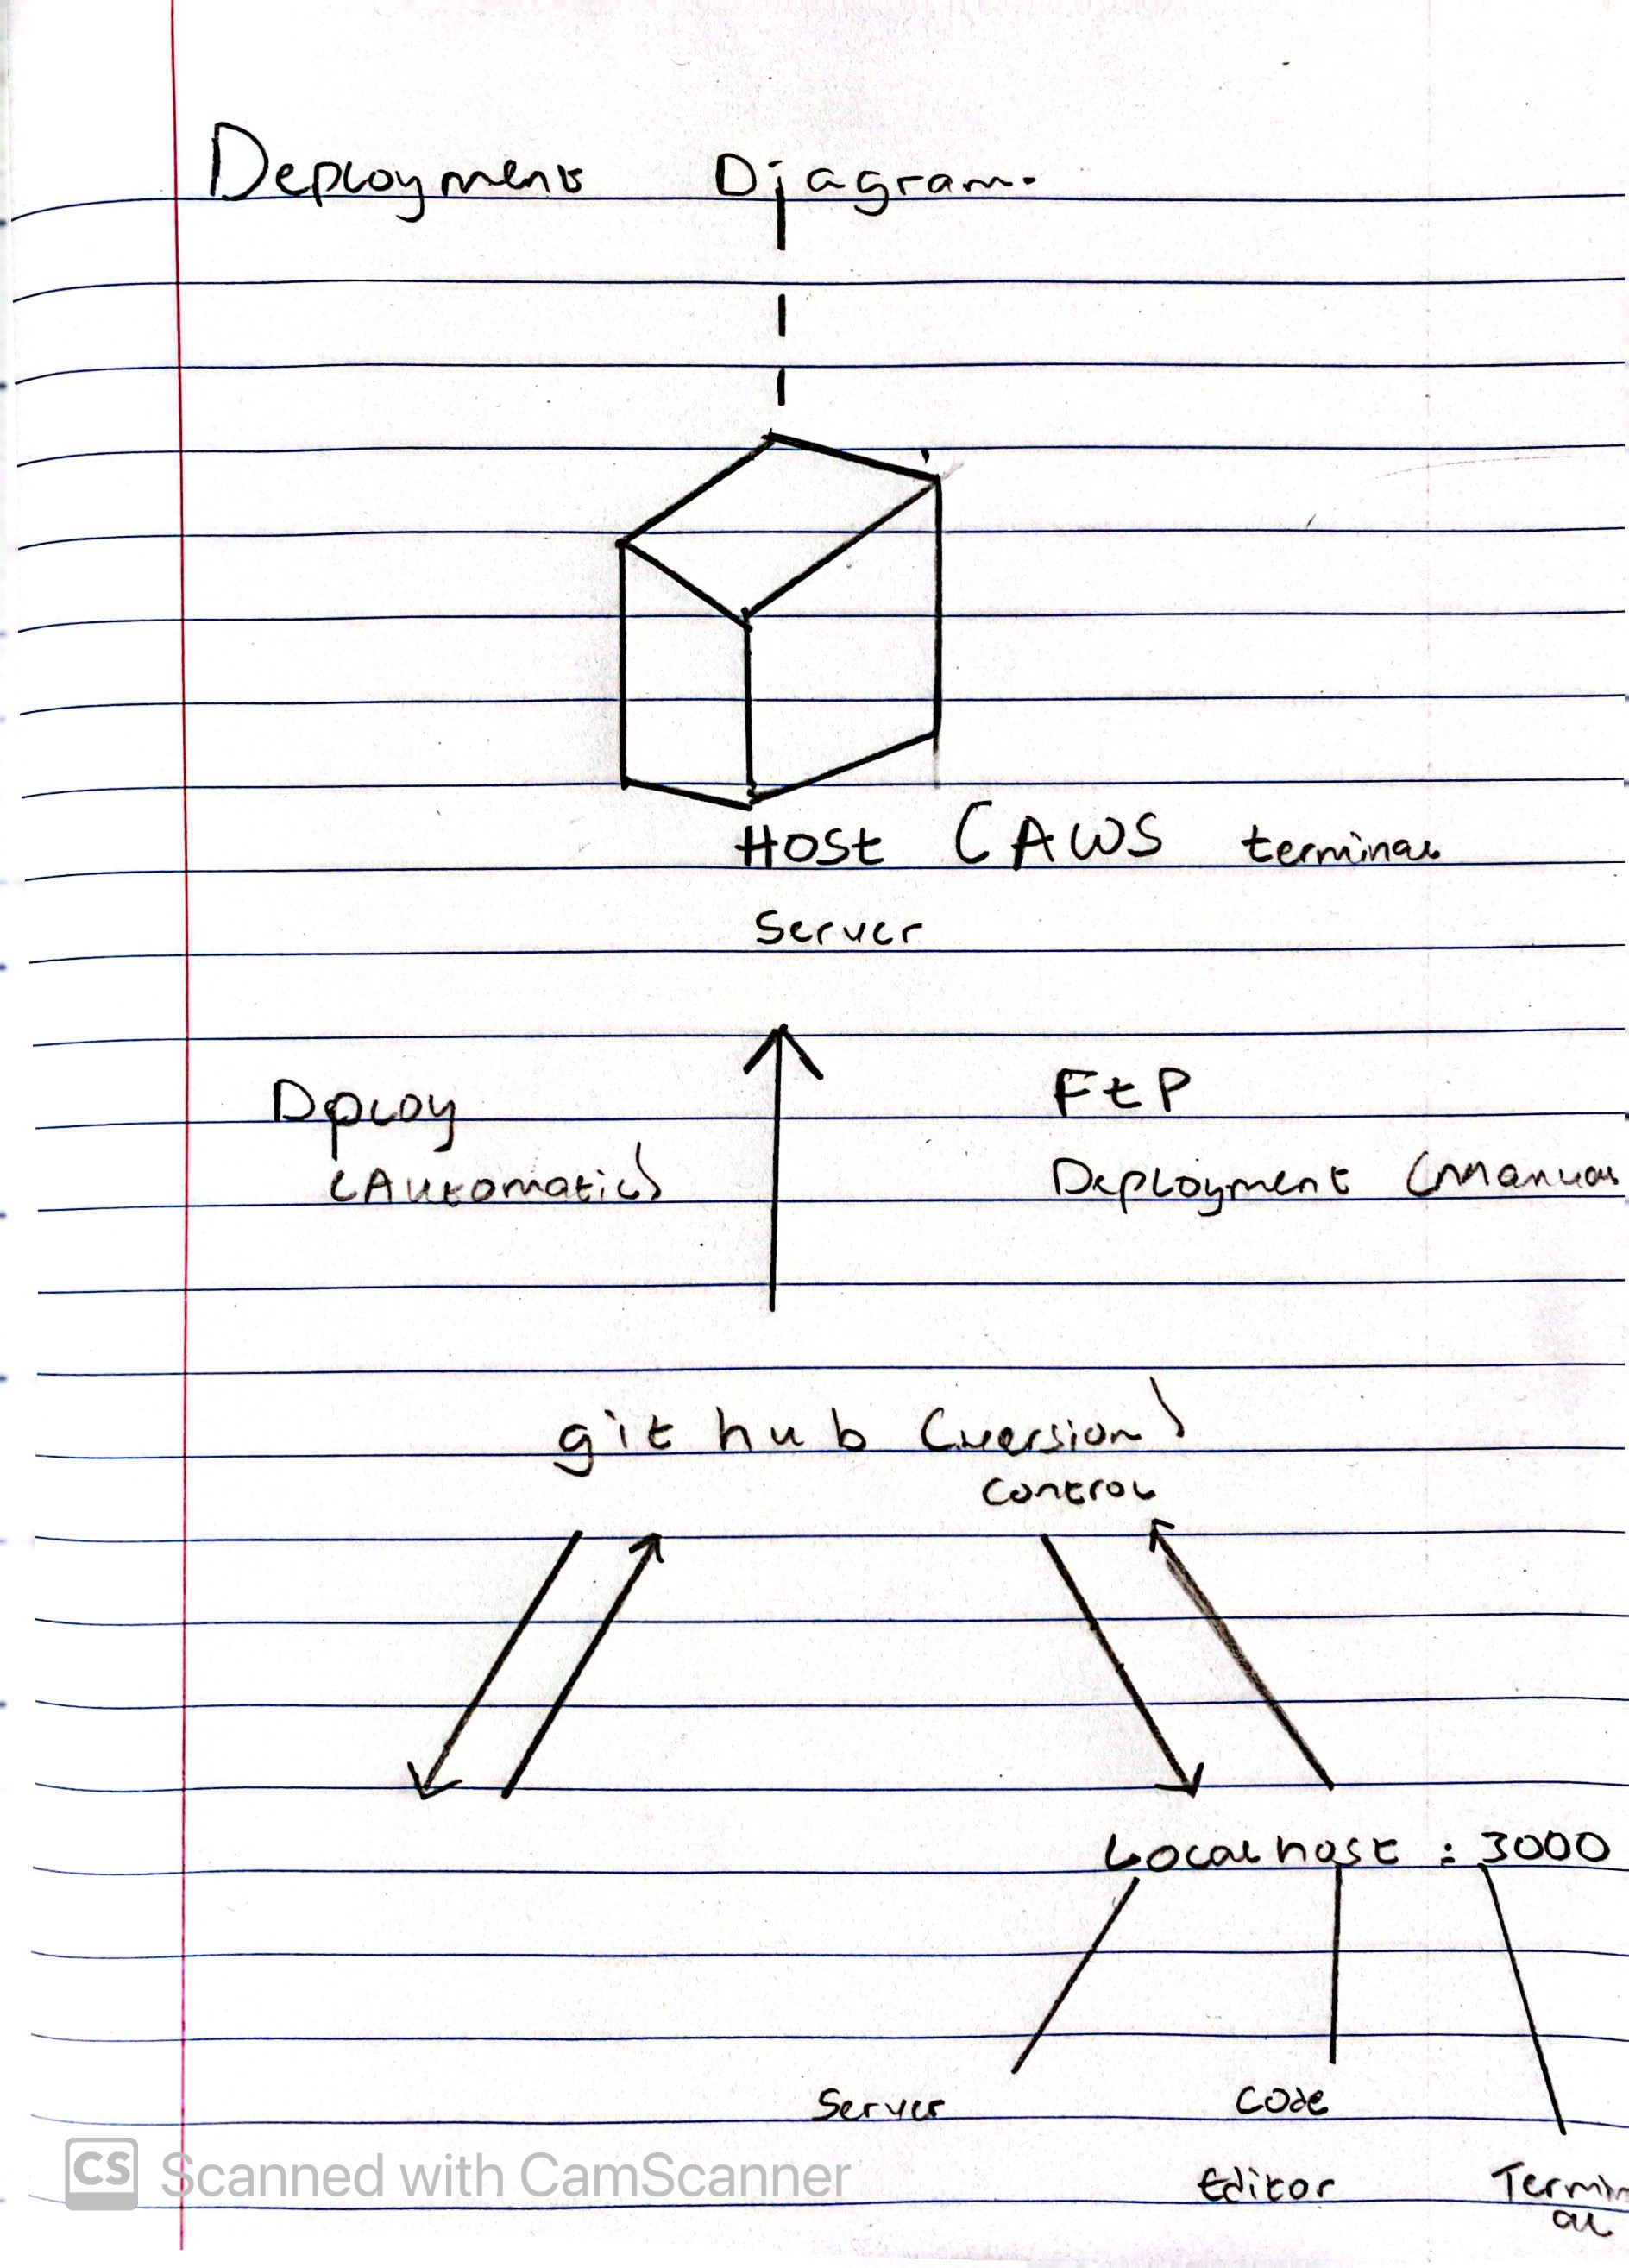 Deployment Diagram.
Host (AWS terminal
Server
Dploy
(Automatic)
FtP
Deployment (Manual
git hub (version)
control
Localhost : 3000
Server
Code
Editor
Termin
al
CS Scanned with CamScanner